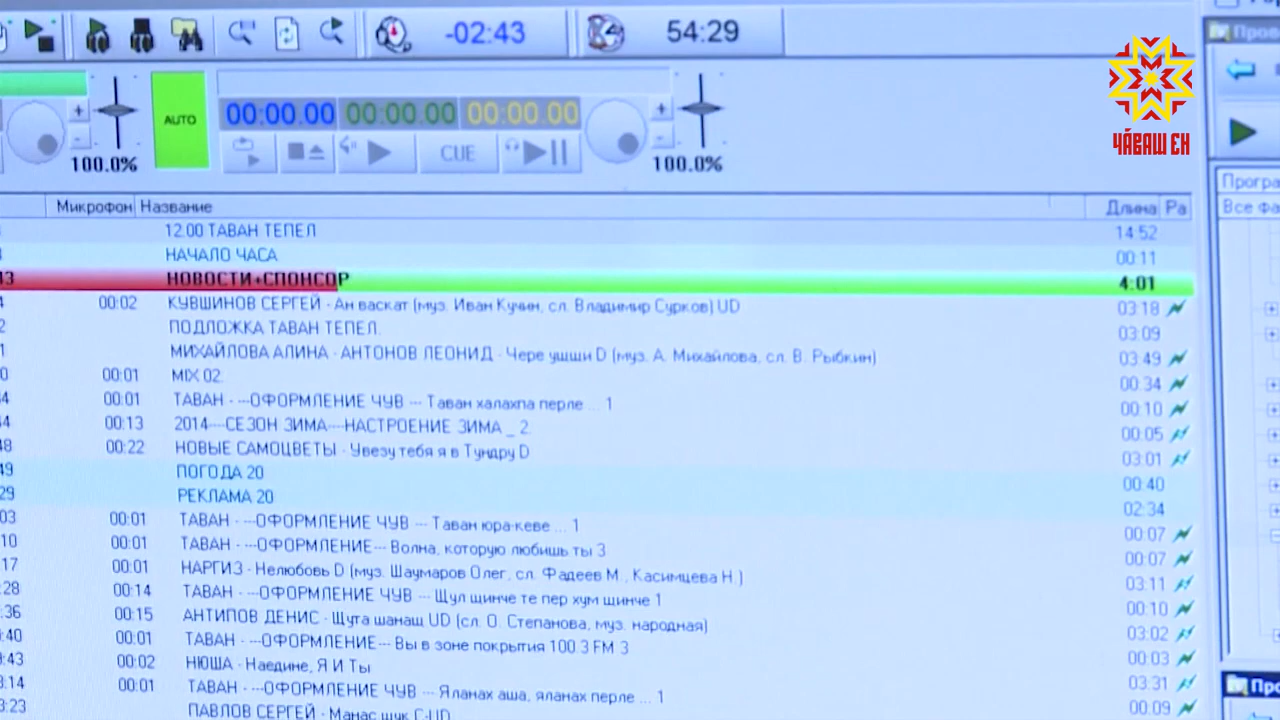 -02:43 54:29
ЧӐВАШ ЕН
AUTO
00:00.00 00:00.00 00:00.00
CUE
100.0% 100.0%
Микрофон Название Длина Ра
Програ
Все Фа
12.00 ТАВАН ТЕПЕЛ 14:52
НАЧАЛО ЧАСА 00:11
НОВОСТИ+СПОНСОР 4:01
00:02 КУВШИНОВ СЕРГЕЙ - Ан васкат (муз. Иван Кучин, сл. Владимир Сурков) UD 03:18
ПОДЛОЖКА ТАВАН ТЕПЕЛ. 03:09
МИХАЙЛОВА АЛИНА - АНТОНОВ ЛЕОНИД - Чере ушши D (муз. А. Михайлова, сл. В. Рыбкин) 03:49
00:01 MIX 02. 00:34
00:01 ТАВАН - ---ОФОРМЛЕНИЕ ЧУВ --- Таван халахпа перле ... 1 00:10
00:13 2014---СЕЗОН ЗИМА---НАСТРОЕНИЕ ЗИМА _ 2 00:05
00:22 НОВЫЕ САМОЦВЕТЫ - Увезу тебя я в Тундру D 03:01
ПОГОДА 20 00:40
РЕКЛАМА 20 02:34
00:01 ТАВАН - ---ОФОРМЛЕНИЕ ЧУВ --- Таван юра-кеве ... 1 00:07
00:01 ТАВАН - ---ОФОРМЛЕНИЕ--- Волна, которую любишь ты 3 00:07
00:01 НАРГИЗ - Нелюбовь D (муз. Шаумаров Олег, сл. Фадеев М., Касимцева Н.) 03:11
00:14 ТАВАН - ---ОФОРМЛЕНИЕ ЧУВ --- Щул щинче те пер хум щинче 1 00:10
00:15 АНТИПОВ ДЕНИС - Щута шанащ UD (сл. О. Степанова, муз. народная) 03:02
00:01 ТАВАН - ---ОФОРМЛЕНИЕ--- Вы в зоне покрытия 100.3 FM 3 00:03
00:02 НЮША - Наедине, Я И Ты 03:31
00:01 ТАВАН - ---ОФОРМЛЕНИЕ ЧУВ --- Яланах аша, яланах перле ... 1 00:09
ПАВЛОВ СЕРГЕЙ - Манас щук C-UD